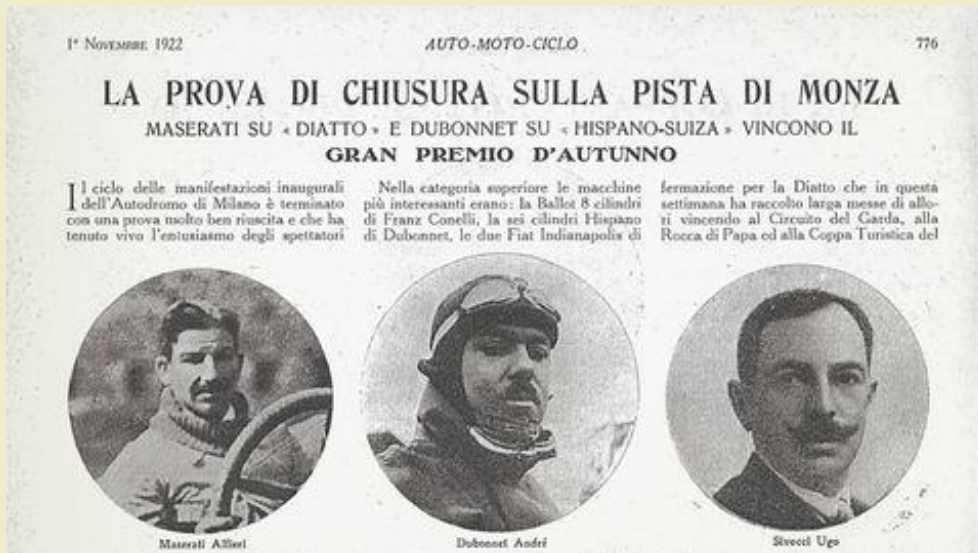 1° NOVEMBRE 1922 AUTO-MOTO-CICLO 776
LA PROVA DI CHIUSURA SULLA PISTA DI MONZA
MASERATI SU « DIATTO » E DUBONNET SU « HISPANO-SUIZA » VINCONO IL
GRAN PREMIO D'AUTUNNO
Il ciclo delle manifestazioni inaugurali
dell'Autodromo di Milano è terminato
con una prova molto ben riuscita e che ha
tenuto vivo l'entusiasmo degli spettatori
Nella categoria superiore le macchine
più interessanti erano: la Ballot 8 cilindri
di Franz Conelli, la sei cilindri Hispano
di Dubonnet, le due Fiat Indianapolis di
fermazione per la Diatto che in questa
settimana ha raccolto larga messe di allo-
ri vincendo al Circuito del Garda, alla
Rocca di Papa ed alla Coppa Turistica del
Maserati Alfieri
Dubonnet André
Sivocci Ugo